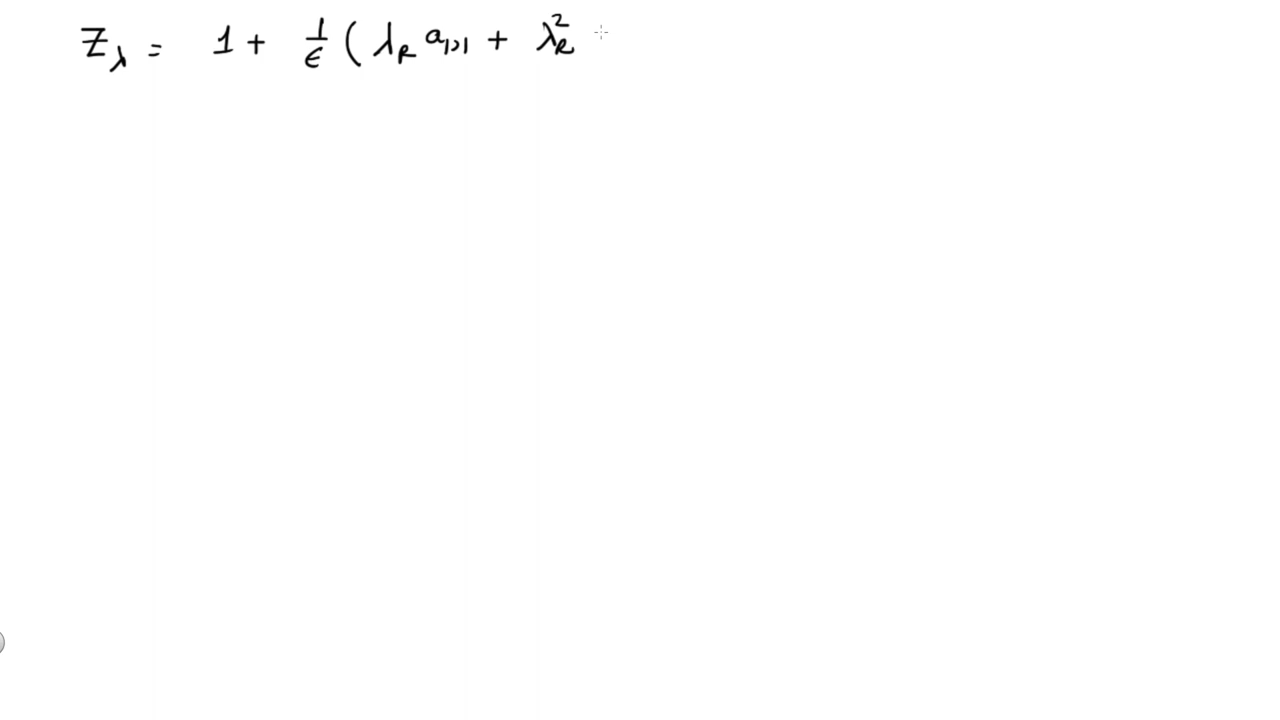 Z_λ = 1 + 1/ϵ ( λ_R a_{1,1} + λ_R^2